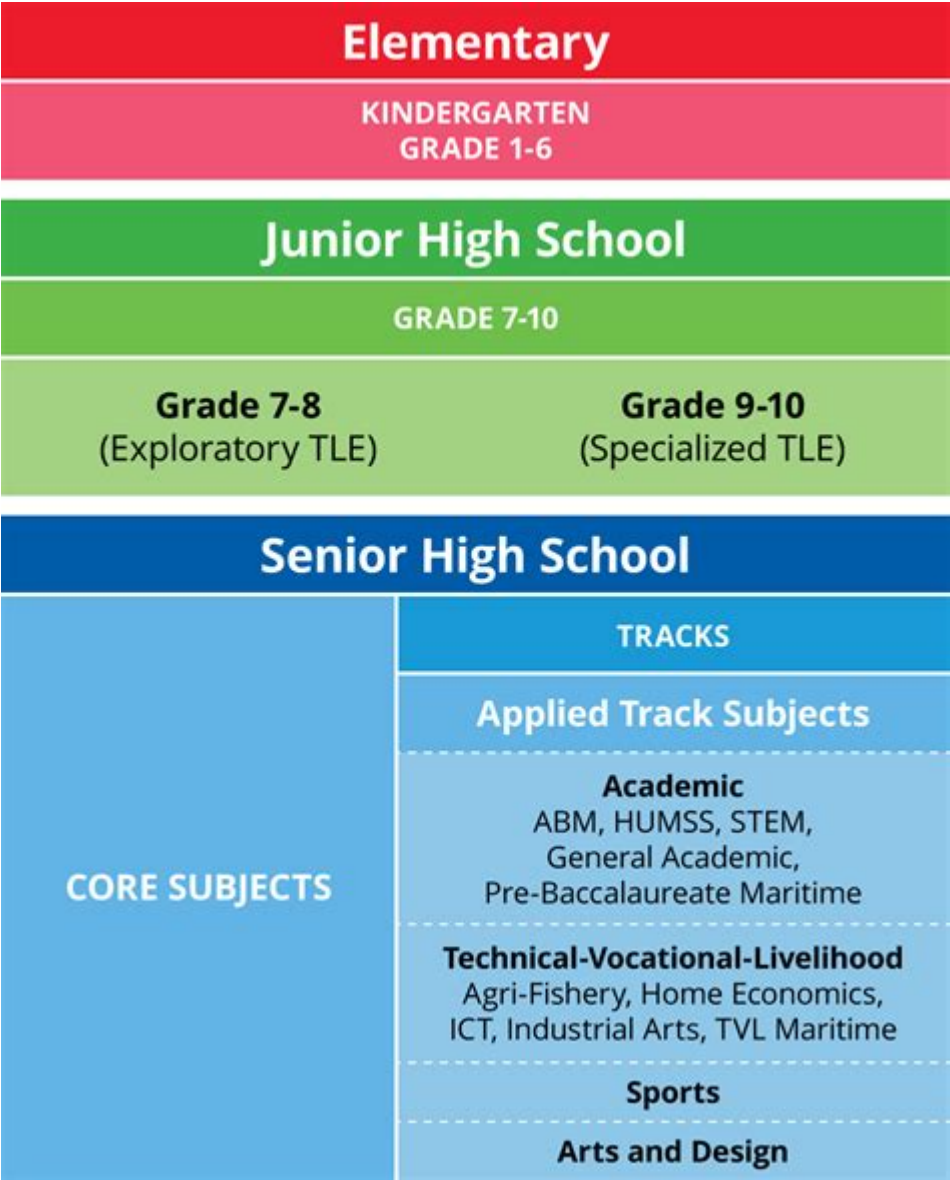 Elementary
KINDERGARTEN
GRADE 1-6
Junior High School
GRADE 7-10
Grade 7-8
(Exploratory TLE)
Grade 9-10
(Specialized TLE)
Senior High School
CORE SUBJECTS
TRACKS
Applied Track Subjects
Academic
ABM, HUMSS, STEM,
General Academic,
Pre-Baccalaureate Maritime
Technical-Vocational-Livelihood
Agri-Fishery, Home Economics,
ICT, Industrial Arts, TVL Maritime
Sports
Arts and Design